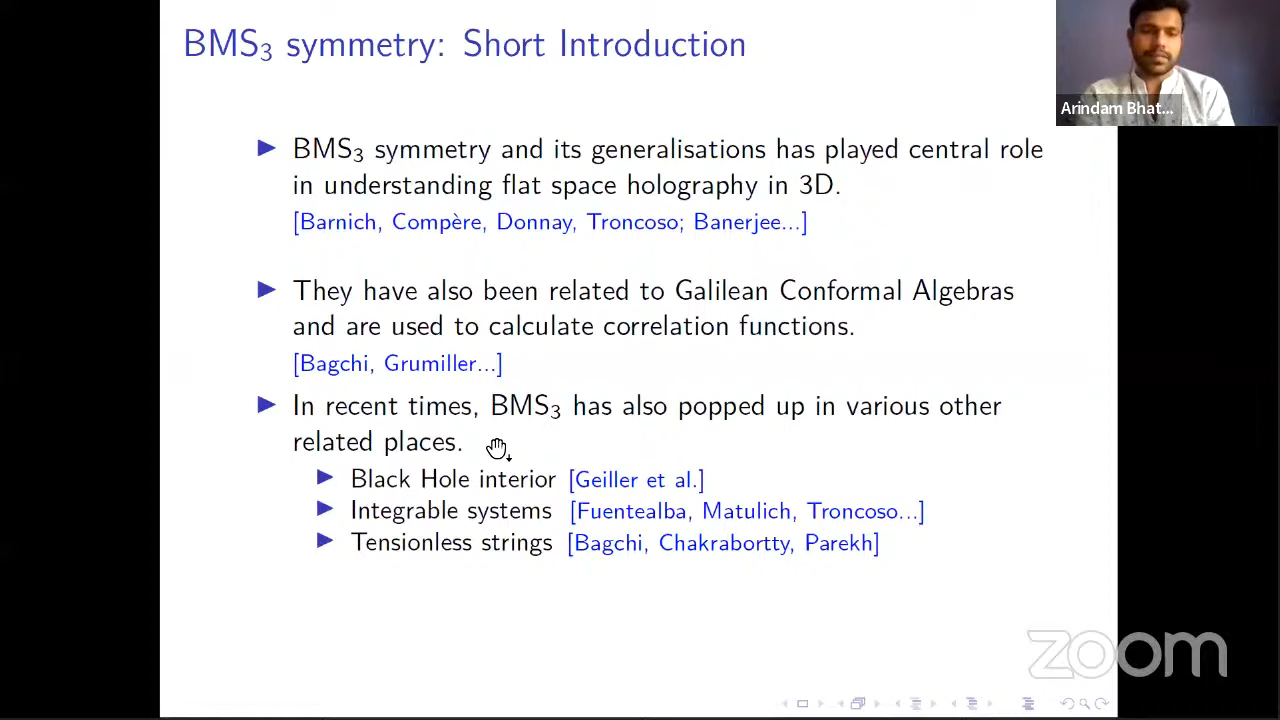 BMS₃ symmetry: Short Introduction
Arindam Bhat...
BMS₃ symmetry and its generalisations has played central role
in understanding flat space holography in 3D.
[Barnich, Compère, Donnay, Troncoso; Banerjee...]
They have also been related to Galilean Conformal Algebras
and are used to calculate correlation functions.
[Bagchi, Grumiller...]
In recent times, BMS₃ has also popped up in various other
related places.
Black Hole interior [Geiller et al.]
Integrable systems [Fuentealba, Matulich, Troncoso...]
Tensionless strings [Bagchi, Chakrabortty, Parekh]
zoom